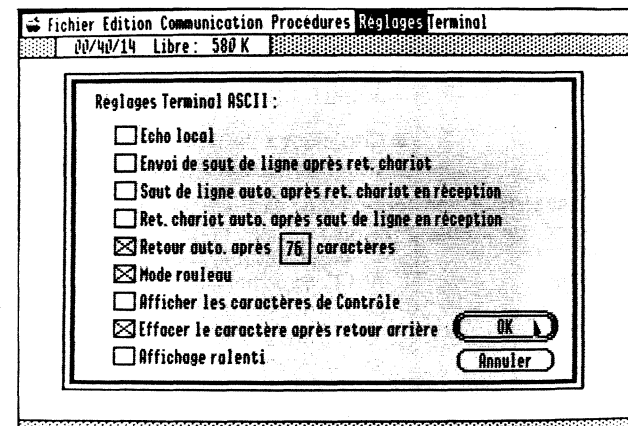 Fichier Edition Communication Procédures Réglages Terminal
00/40/14 Libre : 580 K
Réglages Terminal ASCII :
Echo local
Envoi de saut de ligne après ret. chariot
Saut de ligne auto. après ret. chariot en réception
Ret. chariot auto. après saut de ligne en réception
Retour auto. après 76 caractères
Mode rouleau
Afficher les caractères de Contrôle
Effacer le caractère après retour arrière
OK
Affichage ralenti
Annuler